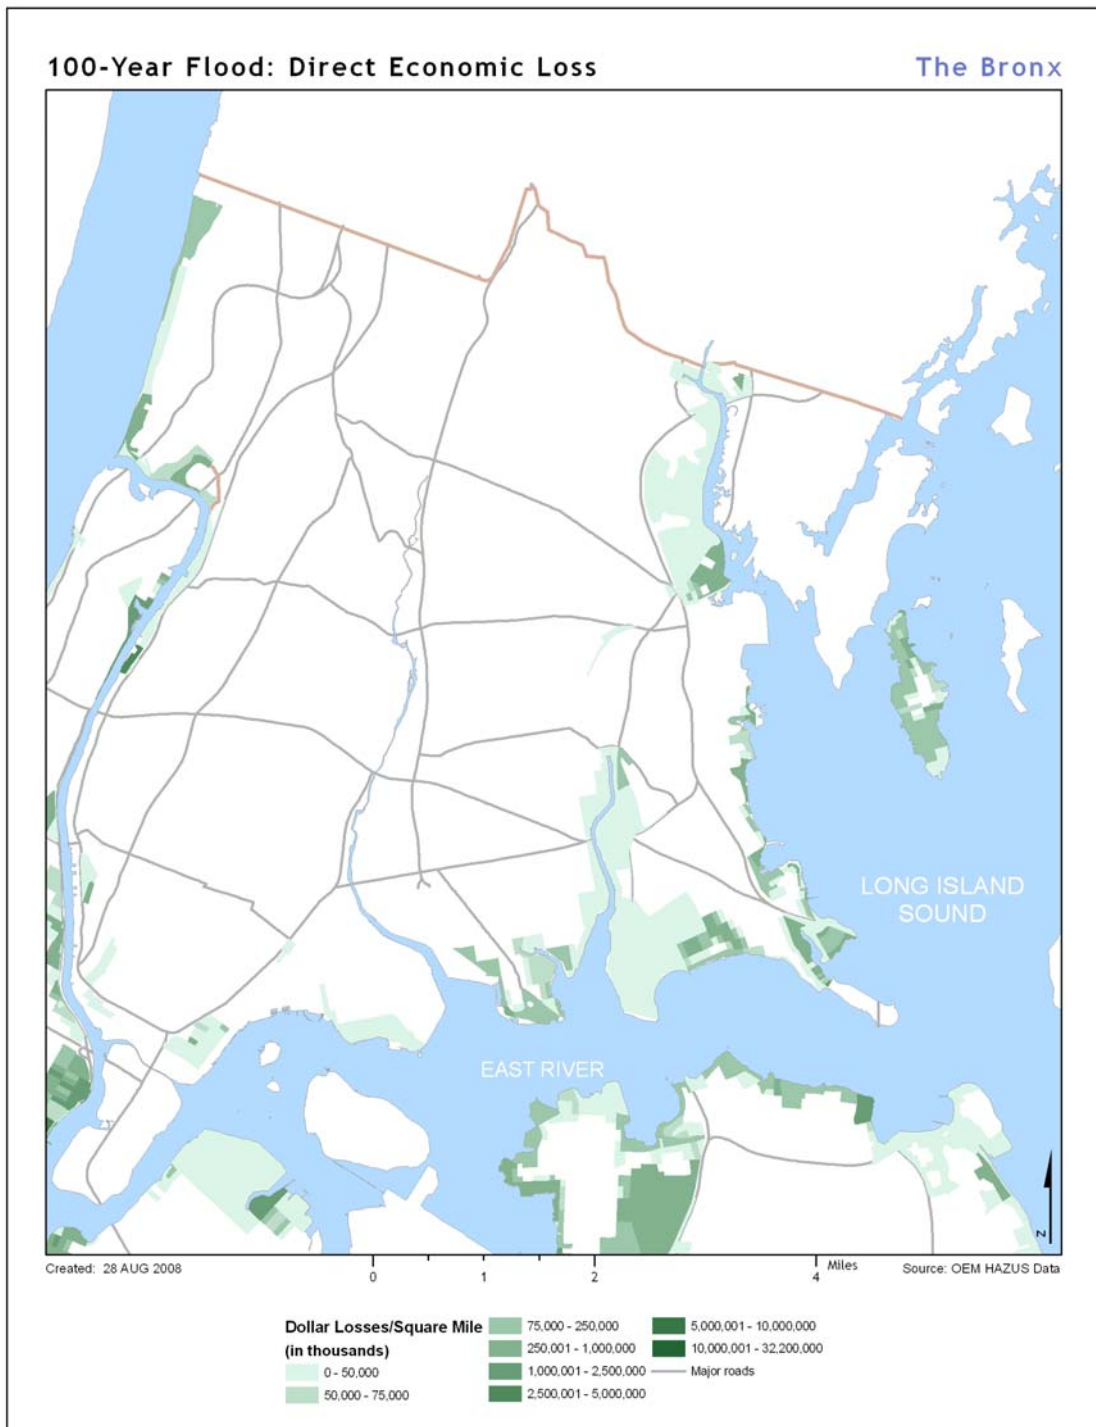 100-Year Flood: Direct Economic Loss
The Bronx
LONG ISLAND
SOUND
EAST RIVER
N
Created: 28 AUG 2008
0
1
2
4
Miles
Source: OEM HAZUS Data
Dollar Losses/Square Mile
(in thousands)
0 - 50,000
50,000 - 75,000
75,000 - 250,000
250,001 - 1,000,000
1,000,001 - 2,500,000
2,500,001 - 5,000,000
5,000,001 - 10,000,000
10,000,001 - 32,200,000
Major roads